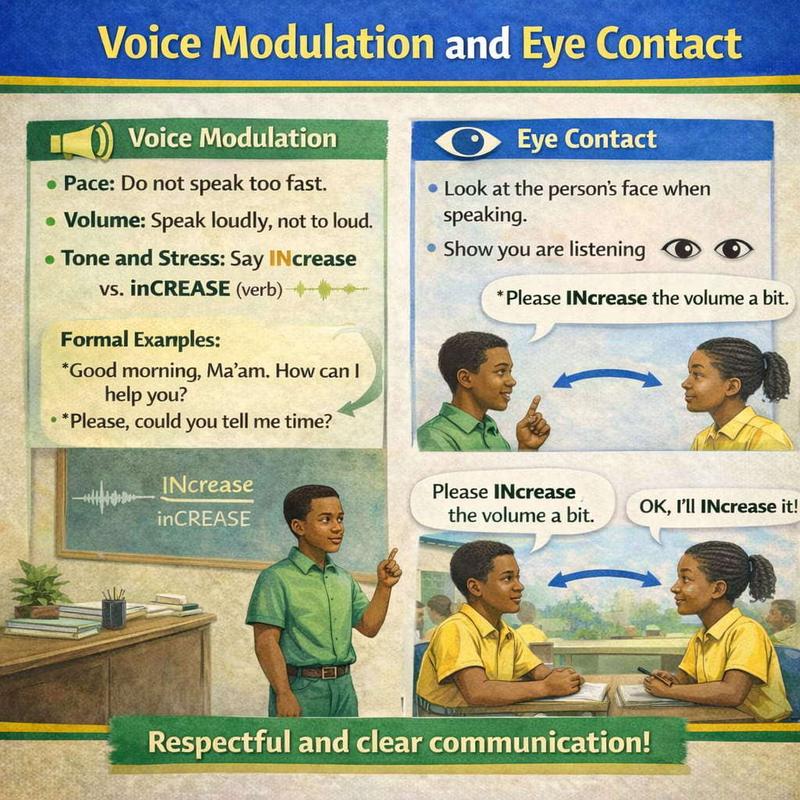 Voice Modulation and Eye Contact
Voice Modulation
• Pace: Do not speak too fast.
• Volume: Speak loudly, not to loud.
• Tone and Stress: Say INcrease
vs. inCREASE (verb)
Formal Examples:
*Good morning, Ma'am. How can I
help you?
• *Please, could you tell me time?
INcrease
inCREASE
Eye Contact
• Look at the person's face when
speaking.
• Show you are listening
*Please INcrease the volume a bit.
Please INcrease
the volume a bit.
OK, I'll INcrease it!
Respectful and clear communication!